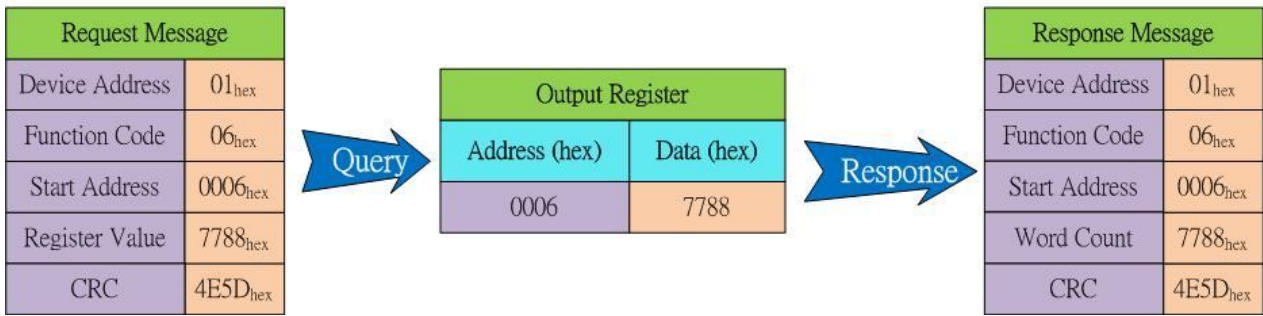 Request Message
Device Address 01hex
Function Code 06hex
Start Address 0006hex
Register Value 7788hex
CRC 4E5Dhex
Query
Output Register
Address (hex) Data (hex)
0006 7788
Response
Response Message
Device Address 01hex
Function Code 06hex
Start Address 0006hex
Word Count 7788hex
CRC 4E5Dhex